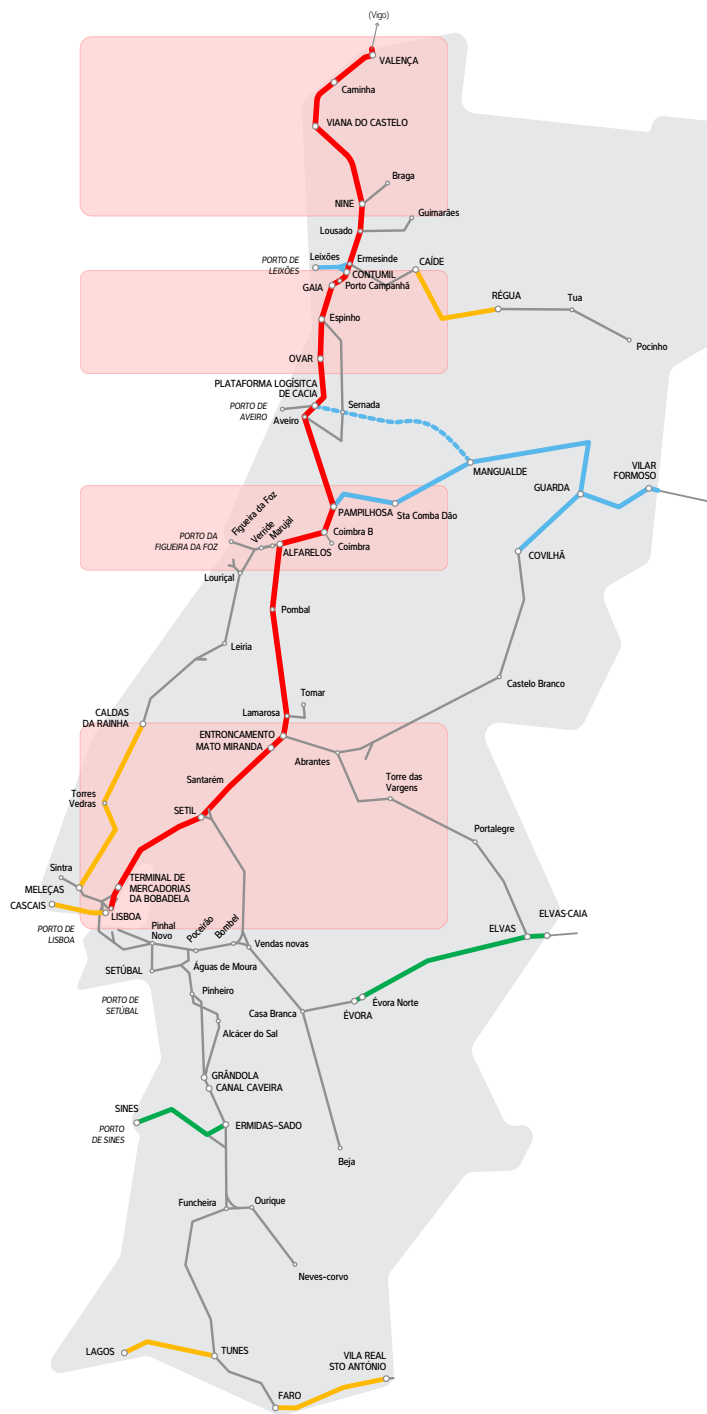 (Vigo)
VALENÇA
Caminha
VIANA DO CASTELO
Braga
NINE
Guimarães
Lousado
Leixões
Ermesinde
PORTO DE
LEIXÕES
CAÍDE
CONTUMIL
GAIA
Porto Campanhã
RÉGUA
Tua
Espinho
Pocinho
OVAR
PLATAFORMA LOGÍSITCA
DE CACIA
PORTO DE
AVEIRO
Sernada
Aveiro
MANGUALDE
VILAR
FORMOSO
GUARDA
PAMPILHOSA
Sta Comba Dão
Figueira da Foz
Verride
Marujal
PORTO DA
FIGUEIRA DA FOZ
Coimbra B
Coimbra
ALFARELOS
COVILHÃ
Louriçal
Pombal
Leiria
Castelo Branco
Tomar
Lamarosa
CALDAS
DA RAINHA
ENTRONCAMENTO
MATO MIRANDA
Abrantes
Santarém
Torre das
Vargens
Torres
Vedras
SETIL
Portalegre
Sintra
MELEÇAS
CASCAIS
TERMINAL DE
MERCADORIAS
DA BOBADELA
LISBOA
ELVAS-CAIA
ELVAS
PORTO DE
LISBOA
Pinhal
Novo
Poceirão
Bombel
Vendas novas
SETÚBAL
Águas de Moura
PORTO DE
SETÚBAL
Pinheiro
Évora Norte
ÉVORA
Casa Branca
Alcácer do Sal
GRÂNDOLA
CANAL CAVEIRA
SINES
PORTO
DE SINES
ERMIDAS-SADO
Beja
Funcheira
Ourique
Neves-corvo
LAGOS
TUNES
VILA REAL
STO ANTÓNIO
FARO